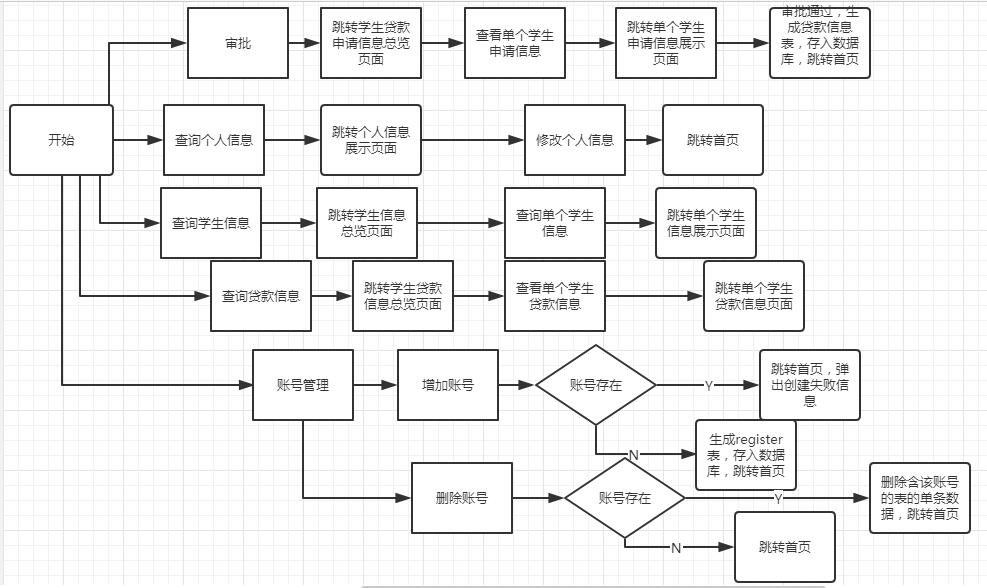 审批
跳转学生贷款
申请信息总览
页面
查看单个学生
申请信息
跳转单个学生
申请信息展示
页面
审批通过，生
成贷款信息
表，存入数据
库，跳转首页
开始
查询个人信息
跳转个人信息
展示页面
修改个人信息
跳转首页
查询学生信息
跳转学生信息
总览页面
查询单个学生
信息
跳转单个学生
信息展示页面
查询贷款信息
跳转学生贷款
信息总览页面
查看单个学生
贷款信息
跳转单个学生
贷款信息页面
账号管理
增加账号
账号存在
Y
跳转首页，弹
出创建失败信
息
N
生成register
表，存入数据
库，跳转首页
删除账号
账号存在
Y
删除含该账号
的表的单条数
据，跳转首页
N
跳转首页